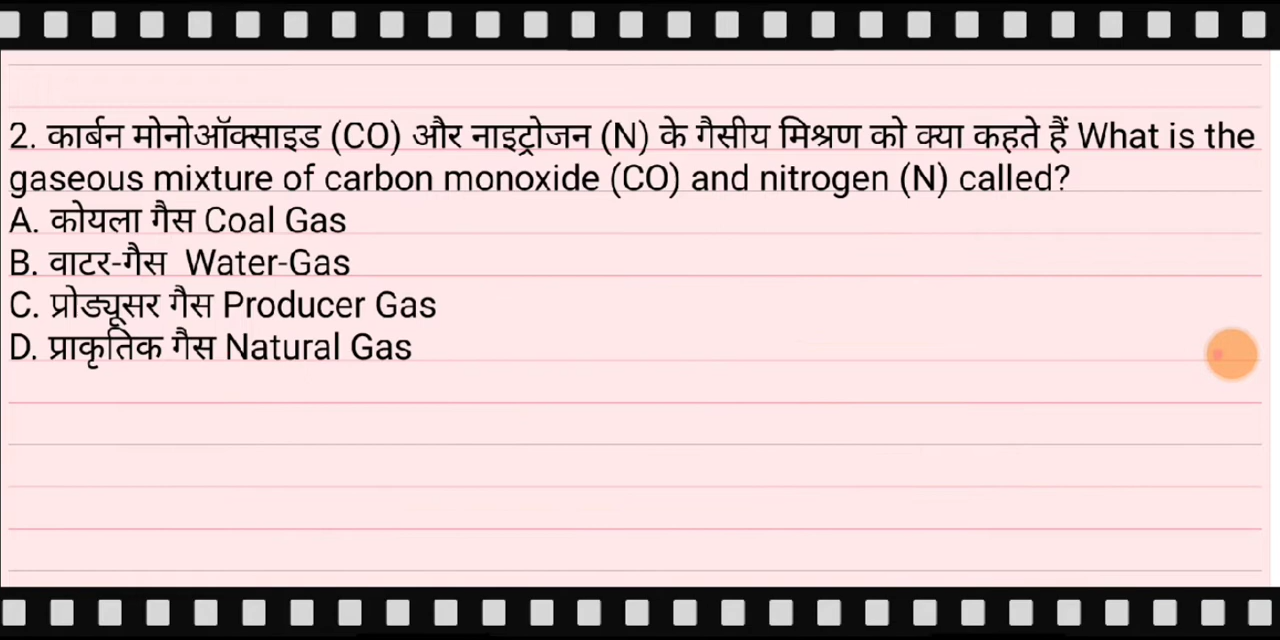 2. कार्बन मोनोऑक्साइड (CO) और नाइट्रोजन (N) के गैसीय मिश्रण को क्या कहते हैं What is the
gaseous mixture of carbon monoxide (CO) and nitrogen (N) called?
A. कोयला गैस Coal Gas
B. वाटर-गैस Water-Gas
C. प्रोड्यूसर गैस Producer Gas
D. प्राकृतिक गैस Natural Gas